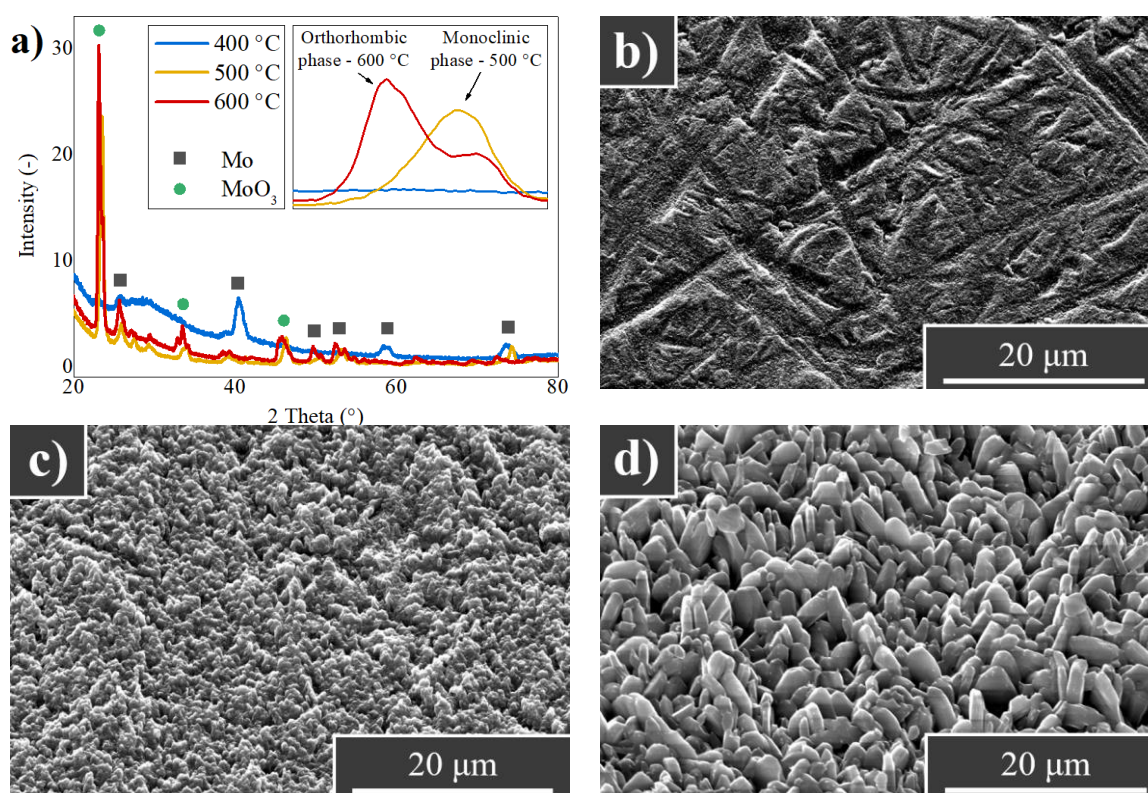 a)
30
20
10
0
Intensity (-)
20
40
60
80
2 Theta (°)
400 °C
500 °C
600 °C
Mo
MoO₃
Orthorhombic
phase - 600 °C
Monoclinic
phase - 500 °C
b)
20 µm
c)
20 µm
d)
20 µm